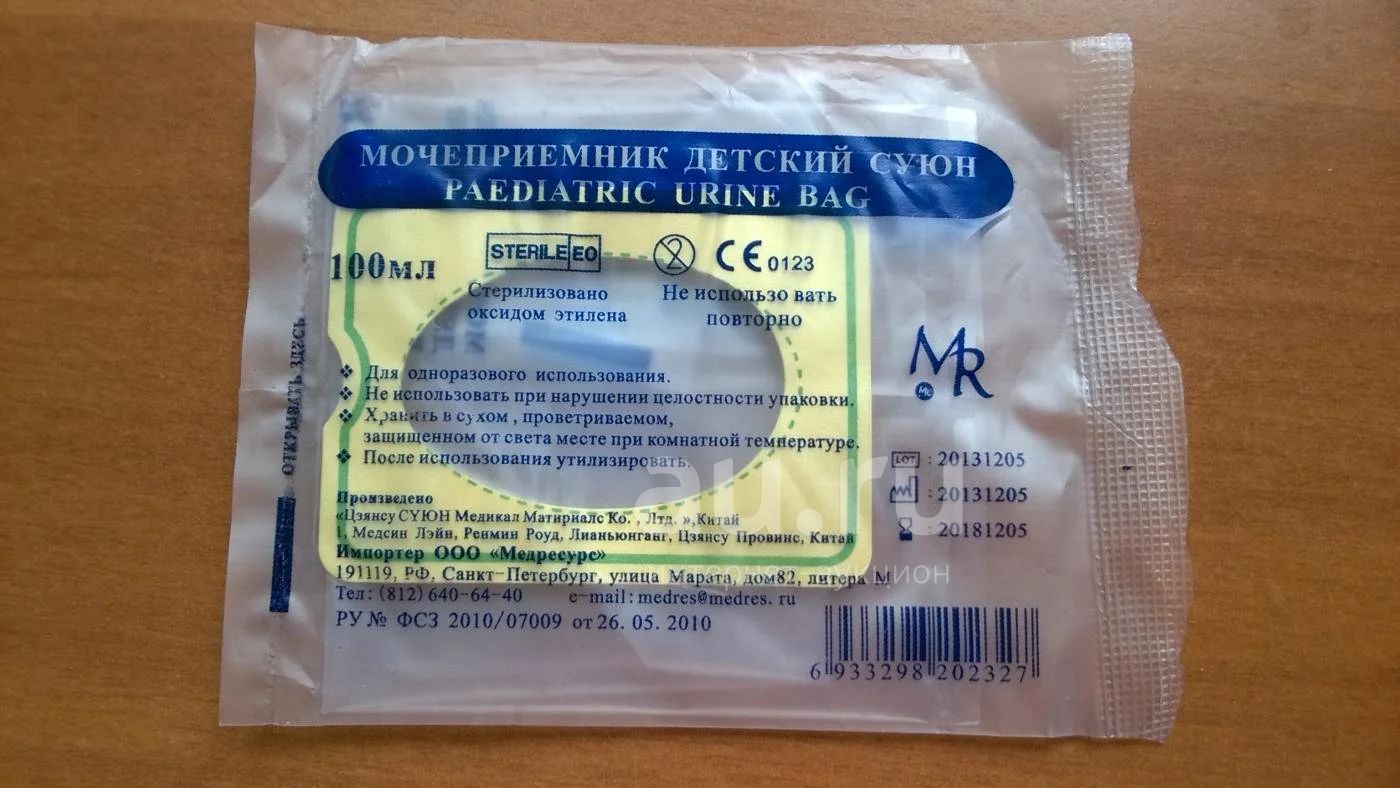 МОЧЕПРИЕМНИК ДЕТСКИЙ СУЮН
PAEDIATRIC URINE BAG
100мл
STERILE EO
2
CE 0123
Стерилизовано
оксидом этилена
Не использо вать
повторно
ОТКРЫВАТЬ ЗДЕСЬ
❖ Для одноразового использования.
❖ Не использовать при нарушении целостности упаковки.
❖ Хранить в сухом , проветриваемом,
защищенном от света месте при комнатной температуре.
❖ После использования утилизировать.
MR
LOT : 20131205
: 20131205
: 20181205
Произведено
«Цзянсу СУЮН Медикал Матириалс Ко. , Лтд. »,Китай
1, Медсин Лэйн, Ренмин Роуд, Лианьюнганг, Цзянсу Провинс, Китай
Импортер ООО «Медресурс»
191119, РФ, Санкт-Петербург, улица Марата, дом82, литера М
Тел: (812) 640-64-40 e-mail: medres@medres. ru
РУ № ФСЗ 2010/07009 от 26. 05. 2010
6 933298 202327
au.ru
интернет-аукцион